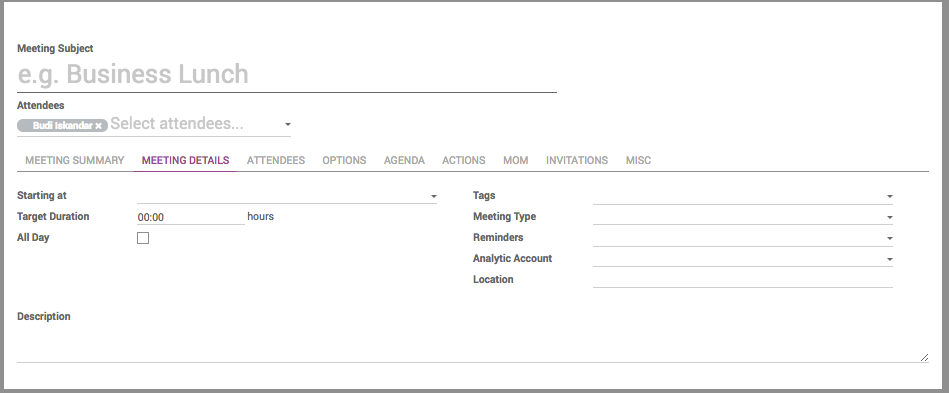 Meeting Subject
e.g. Business Lunch
Attendees
Budi Iskandar × Select attendees...
MEETING SUMMARY MEETING DETAILS ATTENDEES OPTIONS AGENDA ACTIONS MOM INVITATIONS MISC
Starting at
Target Duration 00:00 hours
All Day
Tags
Meeting Type
Reminders
Analytic Account
Location
Description